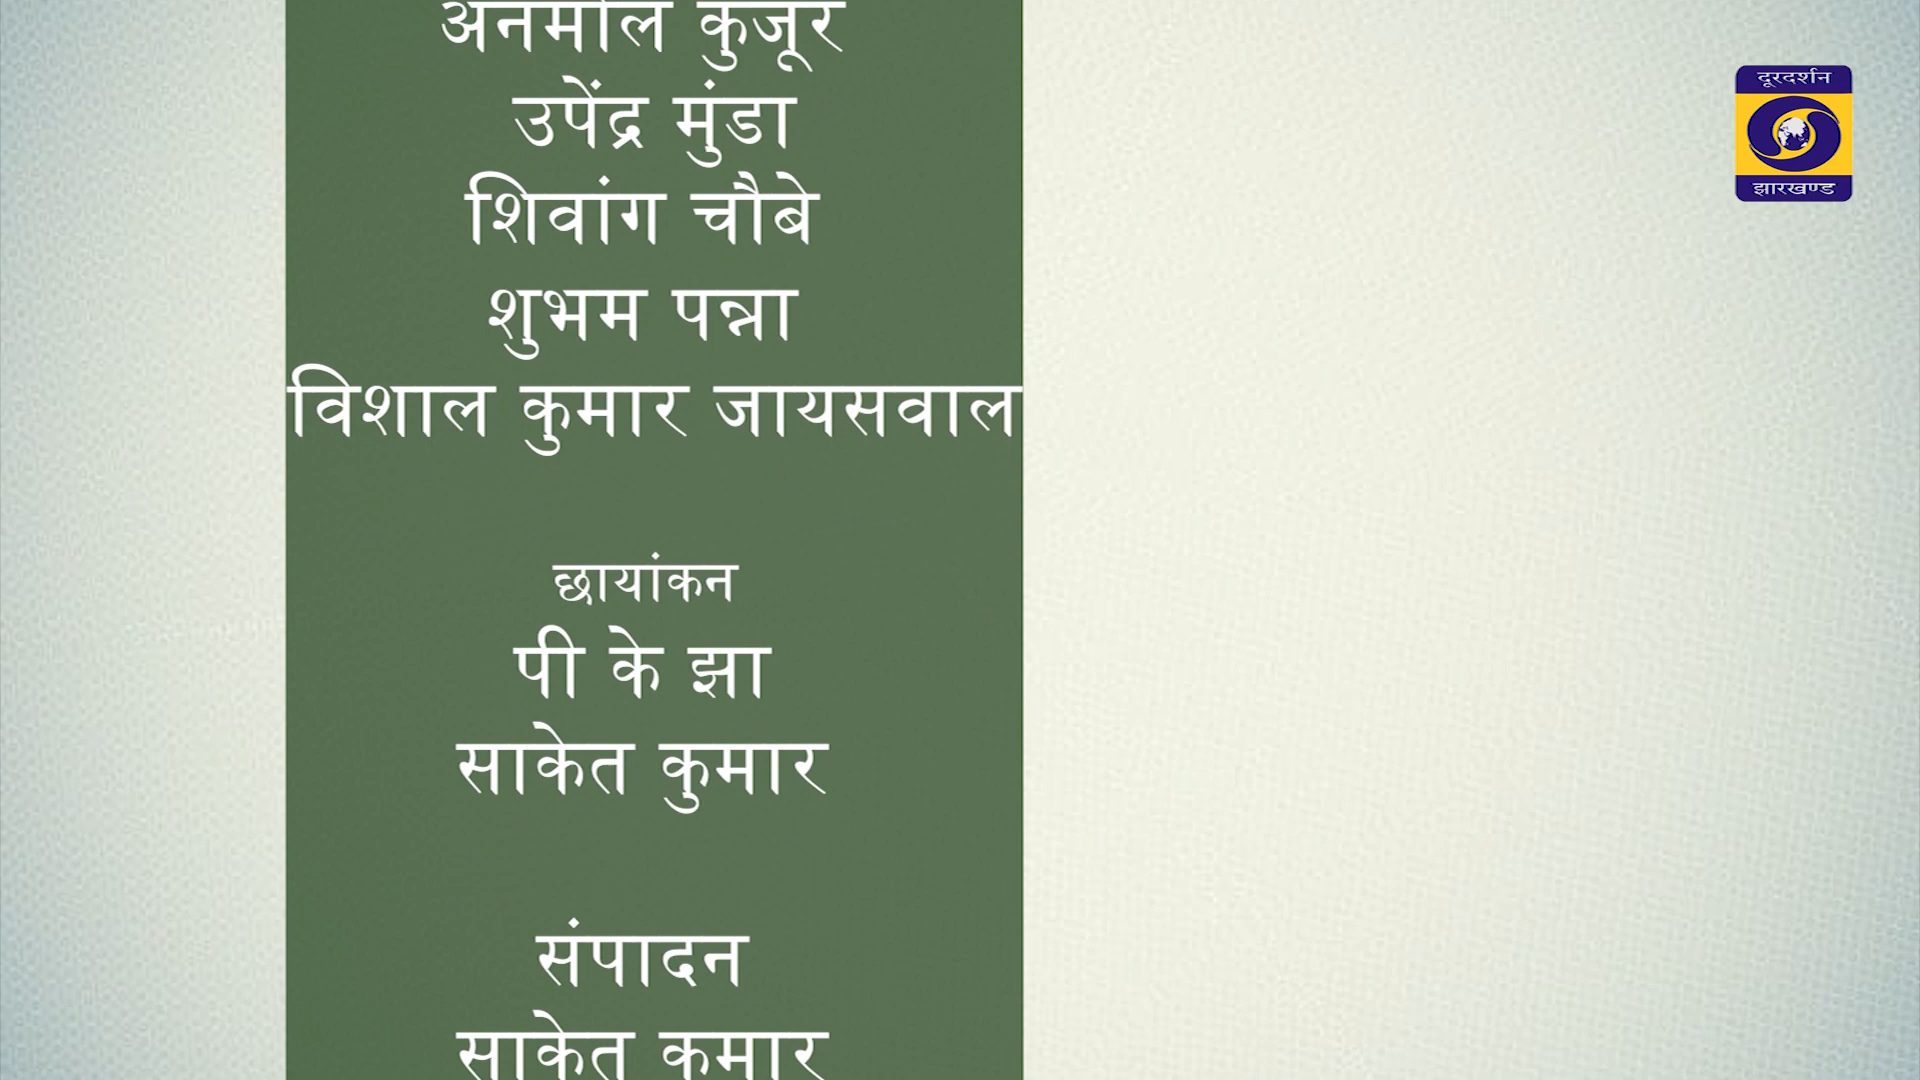 अनमोल कुजूर
उपेंद्र मुंडा
शिवांग चौबे
शुभम पन्ना
विशाल कुमार जायसवाल
छायांकन
पी के झा
साकेत कुमार
संपादन
साकेत कुमार
दूरदर्शन
झारखण्ड